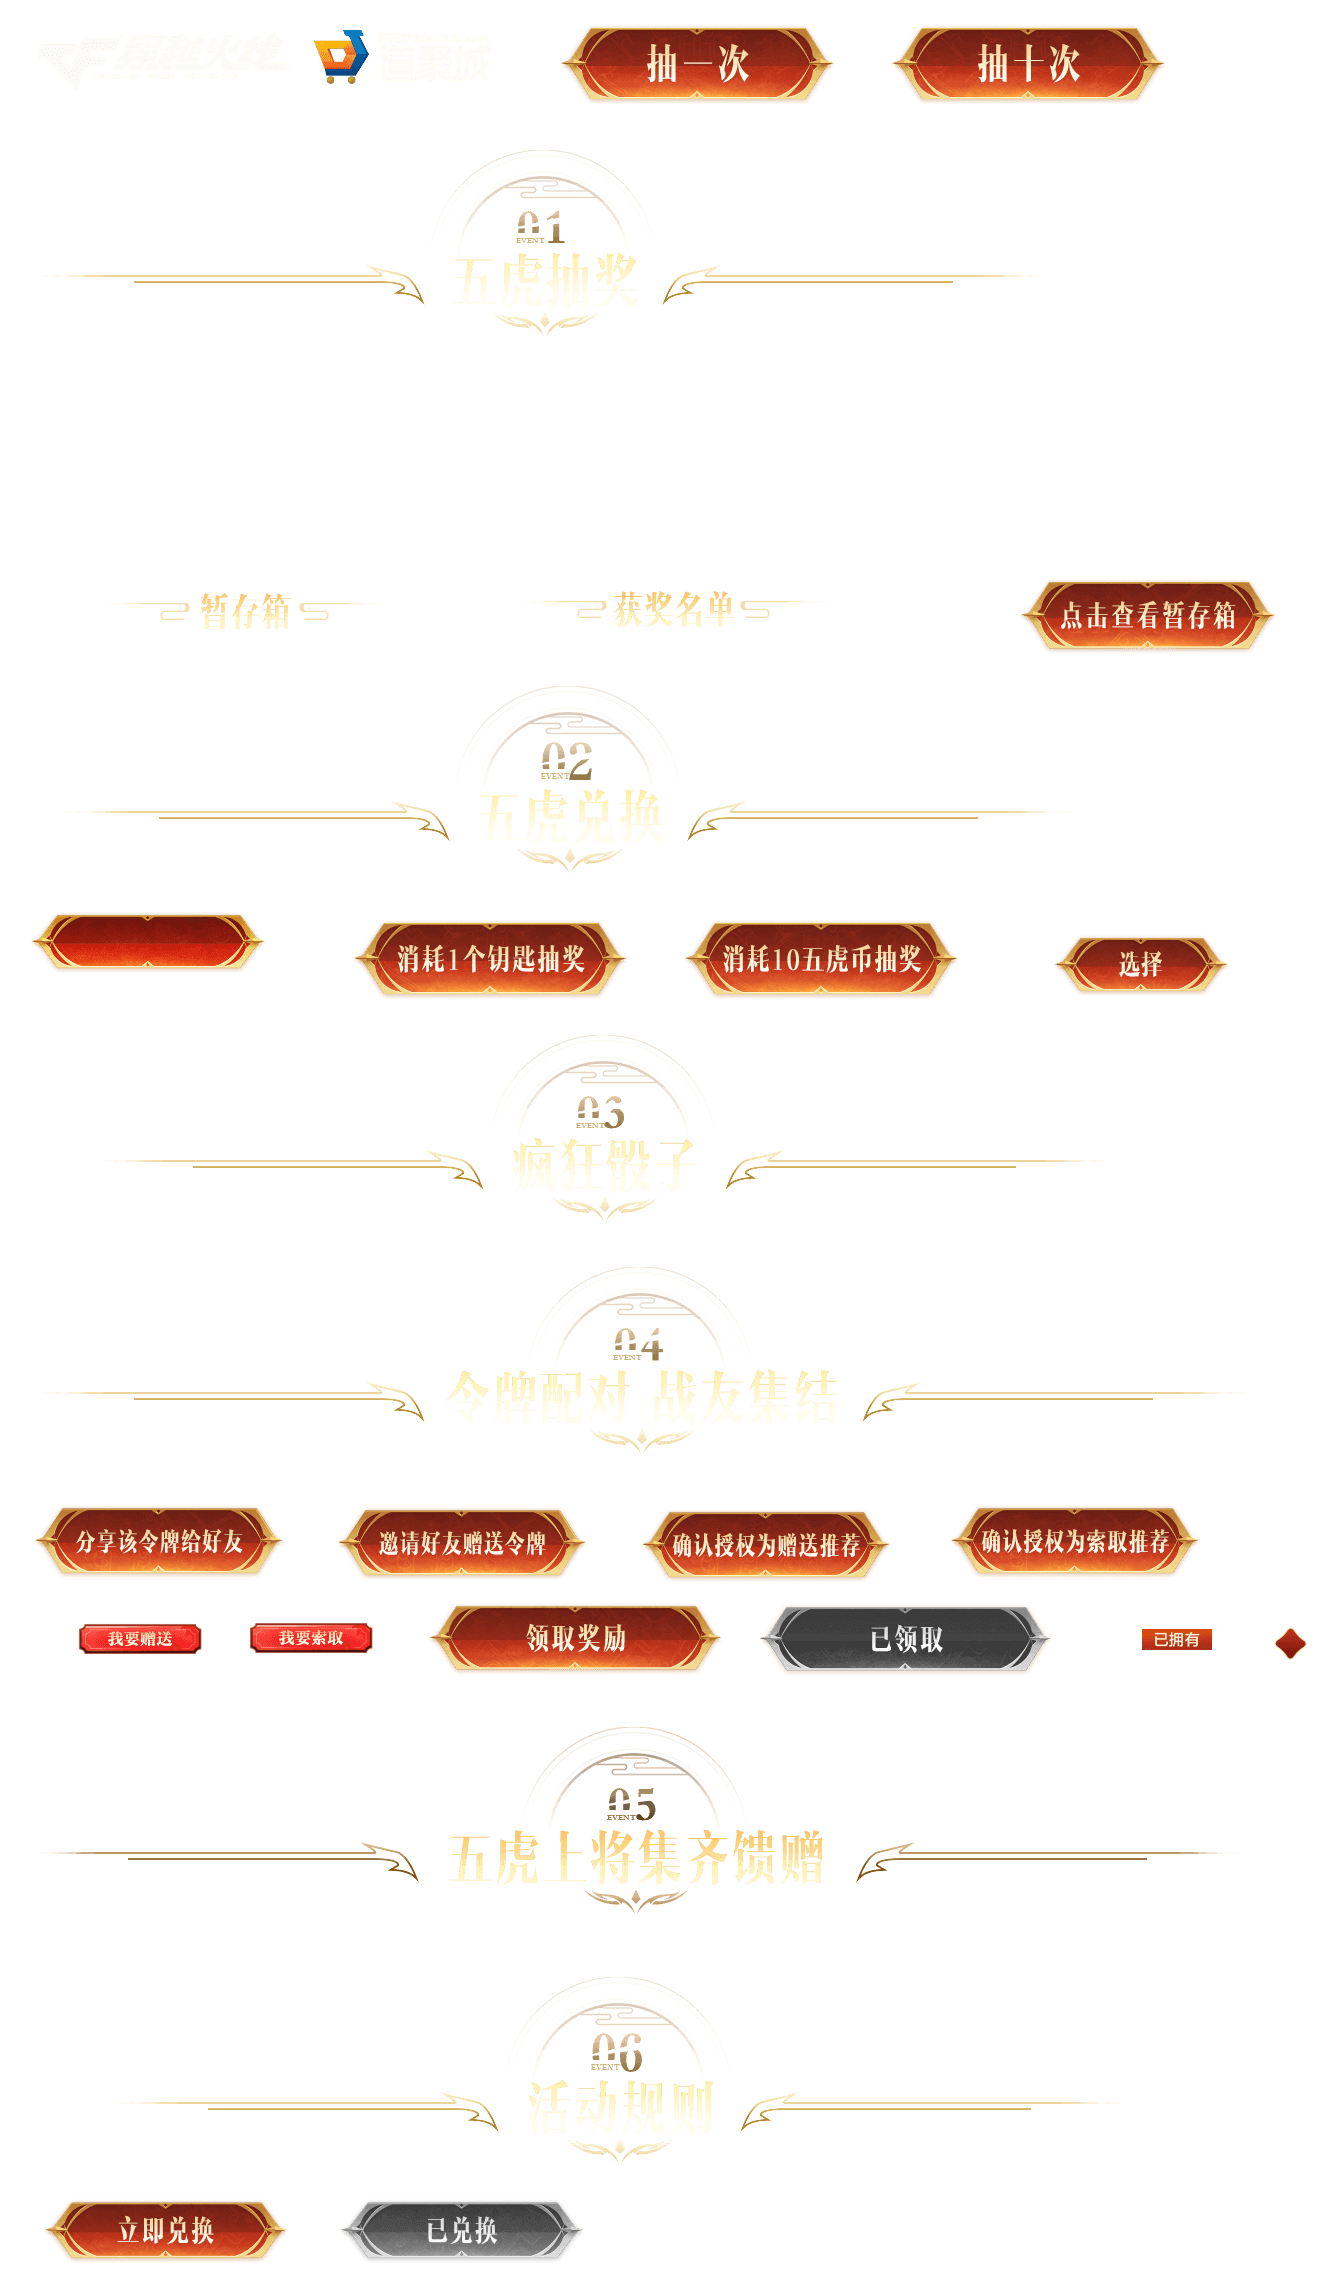 穿越火线
道聚城
抽一次
抽十次
01
EVENT
五虎抽奖
暂存箱
获奖名单
点击查看暂存箱
02
EVENT
五虎兑换
消耗1个钥匙抽奖
消耗10五虎币抽奖
选择
03
EVENT
疯狂骰子
04
EVENT
令牌配对 战友集结
分享该令牌给好友
邀请好友赠送令牌
确认授权为赠送推荐
确认授权为索取推荐
我要赠送
我要索取
领取奖励
已领取
已拥有
05
EVENT
五虎上将集齐馈赠
06
EVENT
活动规则
立即兑换
已兑换